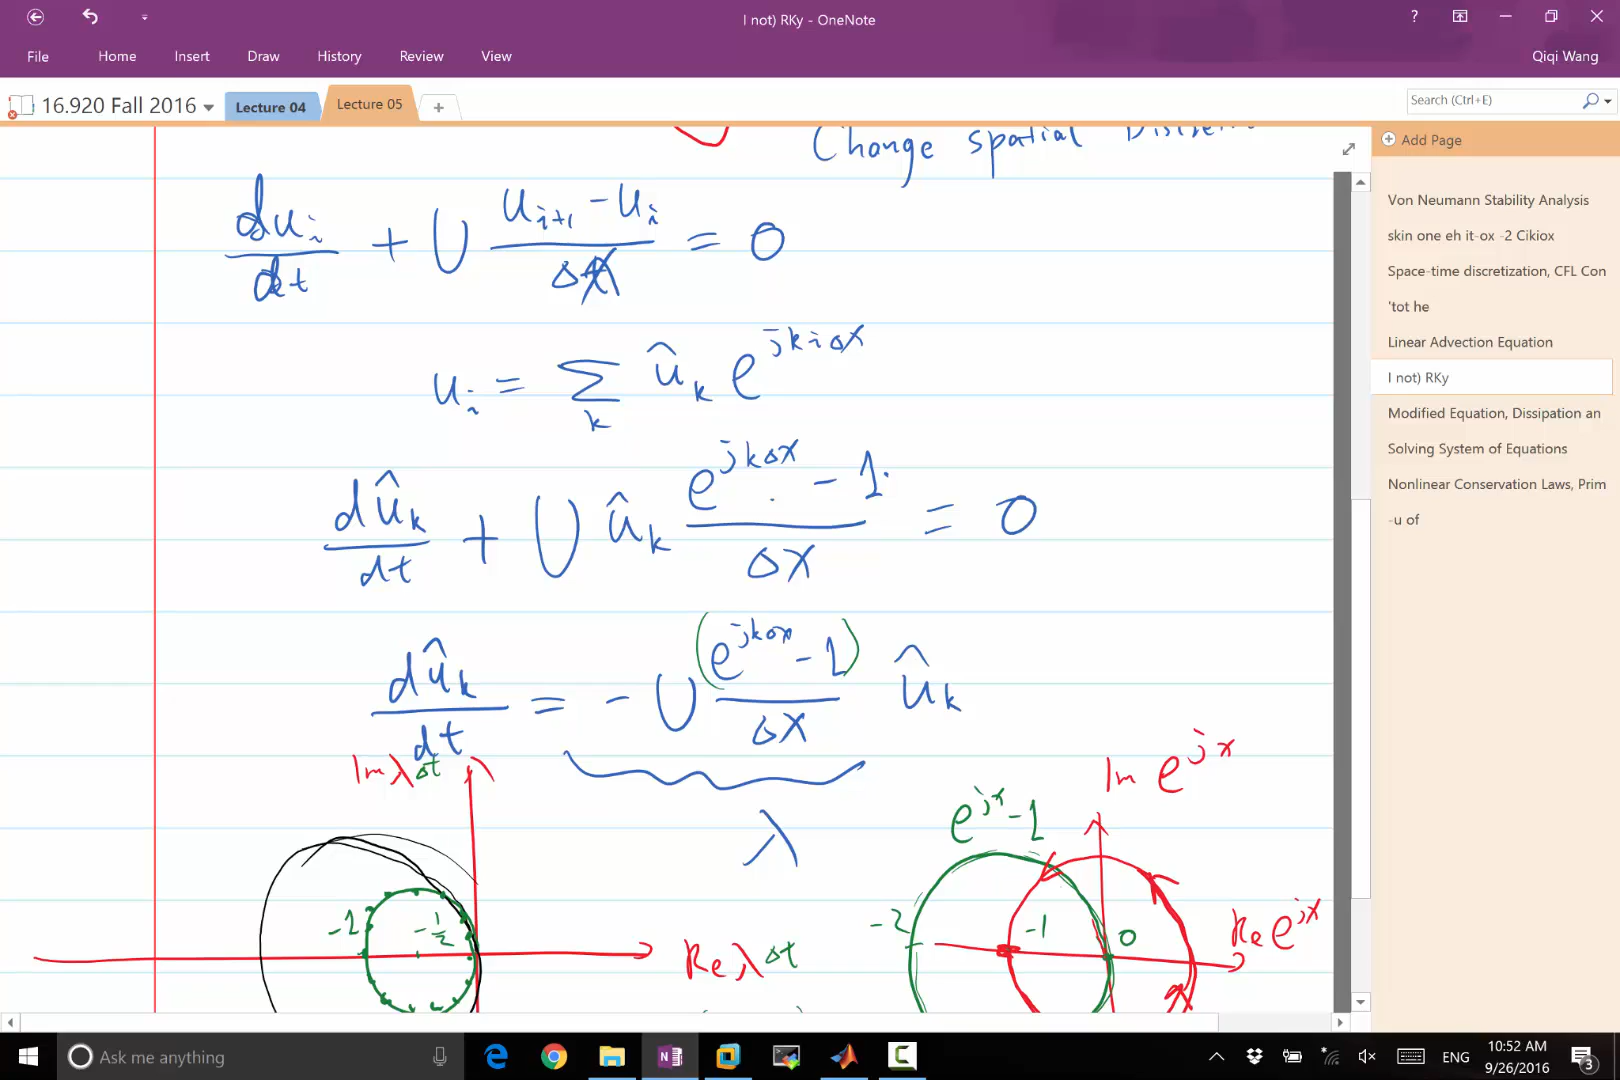 I not) RKy - OneNote
File Home Insert Draw History Review View Qiqi Wang
16.920 Fall 2016 Lecture 04 Lecture 05 + Search (Ctrl+E)
Change spatial
du_i/dt + U (u_{i+1} - u_i)/Δx = 0
u_i = Σ_k û_k e^{jkiΔx}
dû_k/dt + U û_k (e^{jkΔx} - 1)/Δx = 0
dû_k/dt = - U (e^{jkΔx} - 1)/Δx û_k
λ
Im λΔt
-1
-1/2
Re λΔt
e^{jx} - 1
Im e^{jx}
-2
-1
0
Re e^{jx}
Add Page
Von Neumann Stability Analysis
skin one eh it-ox -2 Cikiox
Space-time discretization, CFL Con
'tot he
Linear Advection Equation
I not) RKy
Modified Equation, Dissipation an
Solving System of Equations
Nonlinear Conservation Laws, Prim
-u of
Ask me anything
ENG
10:52 AM
9/26/2016
3